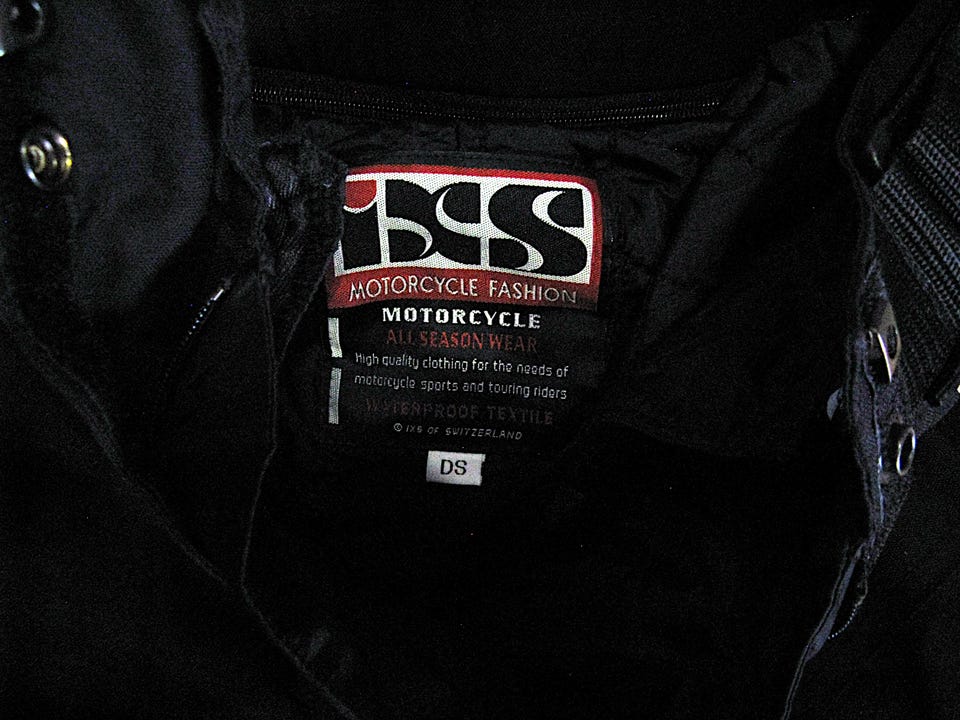 ixs
MOTORCYCLE FASHION
MOTORCYCLE
ALL SEASON WEAR
High quality clothing for the needs of
motorcycle sports and touring riders
WATERPROOF TEXTILE
© IXS OF SWITZERLAND
DS